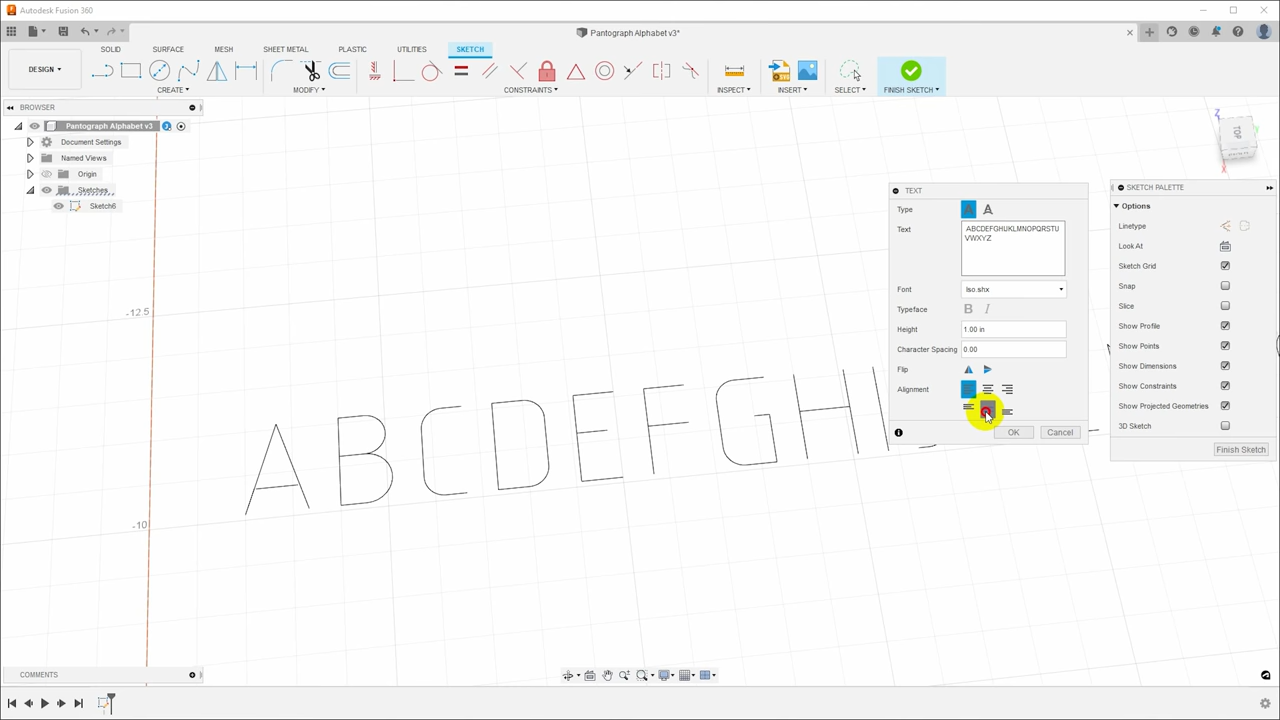 Autodesk Fusion 360
Pantograph Alphabet v3*
SOLID SURFACE MESH SHEET METAL PLASTIC UTILITIES SKETCH
DESIGN
CREATE MODIFY CONSTRAINTS INSPECT INSERT SELECT FINISH SKETCH
BROWSER
Pantograph Alphabet v3
Document Settings
Named Views
Origin
Sketches
Sketch6
TOP
Z
X
-12.5
-10
A B C D E F G H
TEXT
Type
Text
ABCDEFGHIJKLMNOPQRSTU
VWXYZ
Font
Iso.shx
Typeface
B I
Height
1.00 in
Character Spacing
0.00
Flip
Alignment
OK
Cancel
SKETCH PALETTE
Options
Linetype
Look At
Sketch Grid
Snap
Slice
Show Profile
Show Points
Show Dimensions
Show Constraints
Show Projected Geometries
3D Sketch
Finish Sketch
COMMENTS